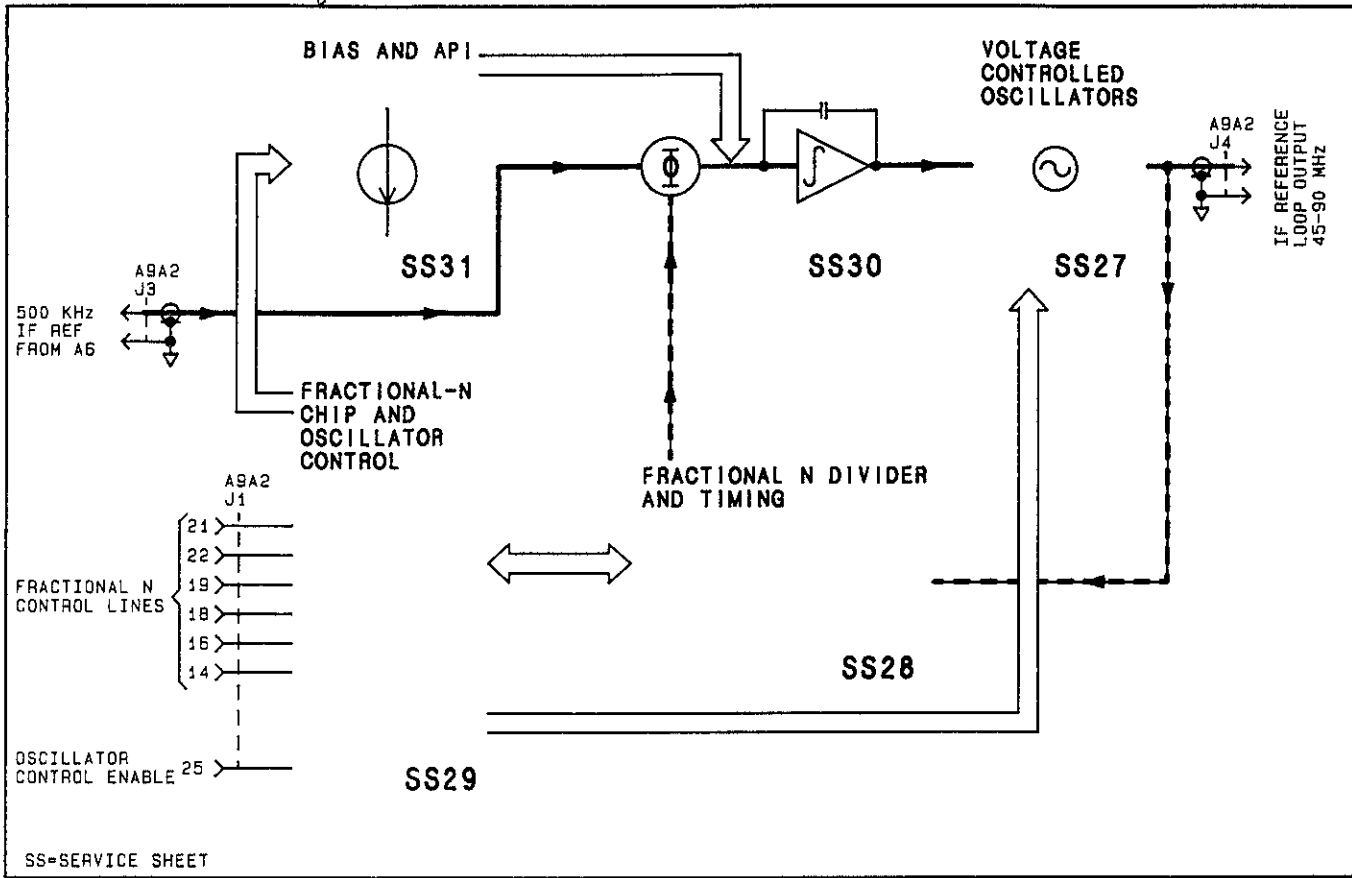 BIAS AND API
VOLTAGE
CONTROLLED
OSCILLATORS
A9A2
J4
IF REFERENCE
LOOP OUTPUT
45-90 MHz
Φ
∫
SS31
SS30
SS27
A9A2
J3
500 KHz
IF REF
FROM A6
FRACTIONAL-N
CHIP AND
OSCILLATOR
CONTROL
FRACTIONAL N DIVIDER
AND TIMING
A9A2
J1
21
22
FRACTIONAL N
CONTROL LINES
19
18
16
14
SS28
OSCILLATOR
CONTROL ENABLE 25
SS29
SS=SERVICE SHEET